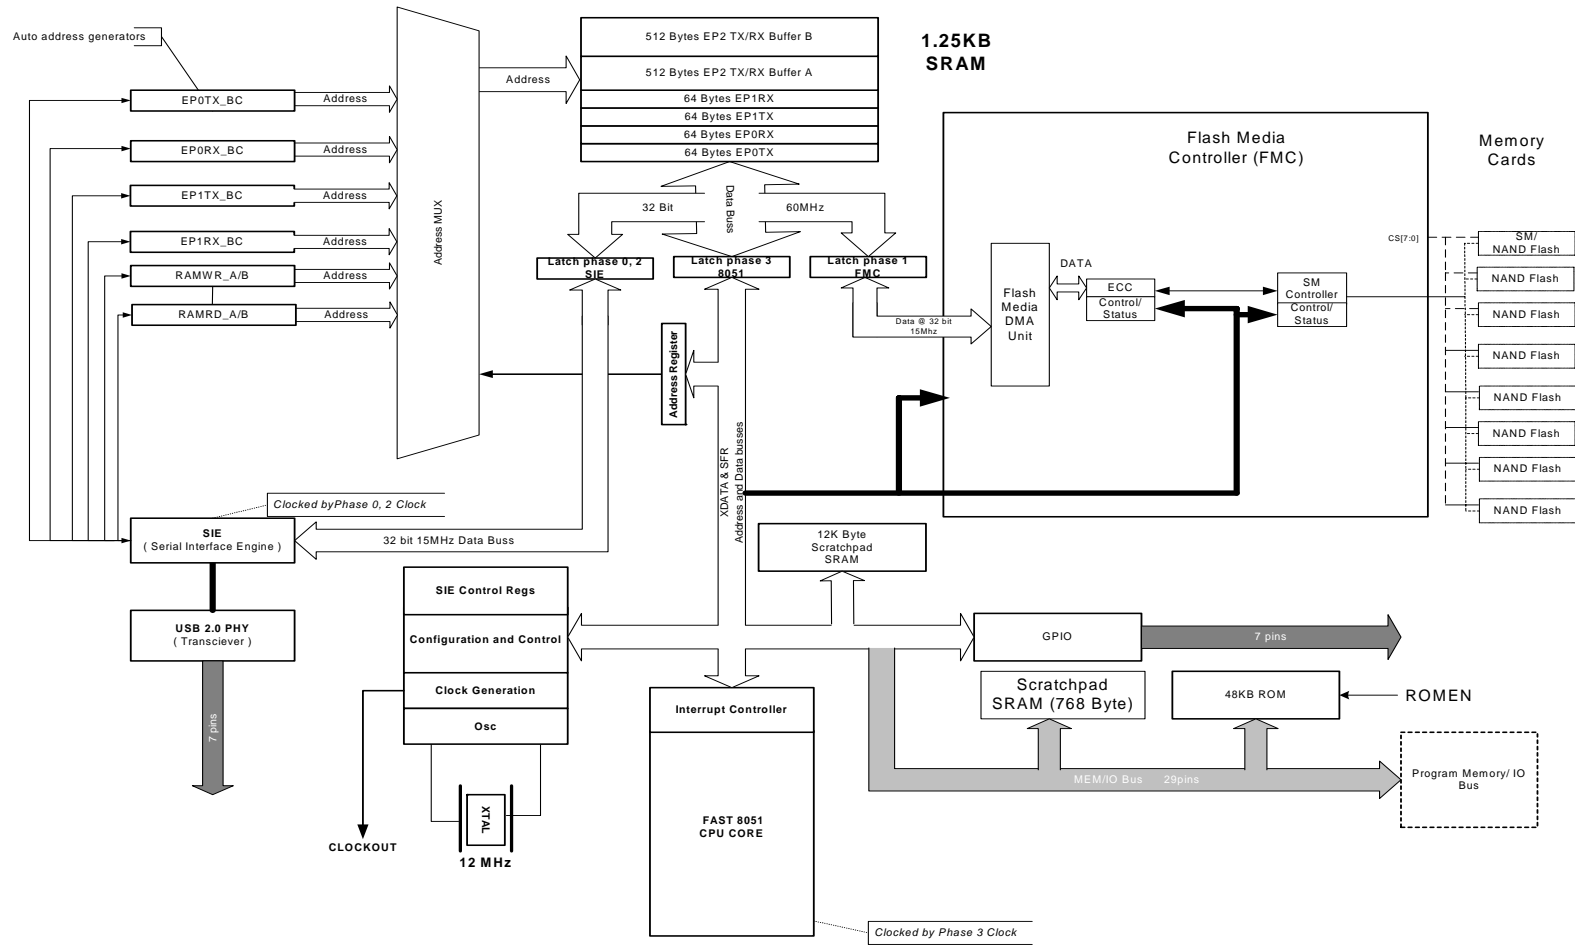 Auto address generators
EP0TX_BC
EP0RX_BC
EP1TX_BC
EP1RX_BC
RAMWR_A/B
RAMRD_A/B
Address
Address
Address
Address
Address
Address
Address MUX
Address
512 Bytes EP2 TX/RX Buffer B
512 Bytes EP2 TX/RX Buffer A
64 Bytes EP1RX
64 Bytes EP1TX
64 Bytes EP0RX
64 Bytes EP0TX
1.25KB
SRAM
32 Bit
Data Buss
60MHz
Latch phase 0, 2
SIE
Latch phase 3
8051
Latch phase 1
FMC
Address Register
Data @ 32 bit
15Mhz
Flash Media
Controller (FMC)
Flash
Media
DMA
Unit
DATA
ECC
Control/
Status
SM
Controller
Control/
Status
CS[7:0]
Memory
Cards
SM/
NAND Flash
NAND Flash
NAND Flash
NAND Flash
NAND Flash
NAND Flash
NAND Flash
NAND Flash
XDATA & SFR
Address and Data busses
Clocked byPhase 0, 2 Clock
SIE
( Serial Interface Engine )
32 bit 15MHz Data Buss
USB 2.0 PHY
( Transciever )
7 pins
SIE Control Regs
Configuration and Control
Clock Generation
Osc
XTAL
12 MHz
CLOCKOUT
12K Byte
Scratchpad
SRAM
GPIO
7 pins
Interrupt Controller
FAST 8051
CPU CORE
Clocked by Phase 3 Clock
Scratchpad
SRAM (768 Byte)
48KB ROM
ROMEN
MEM/IO Bus 29pins
Program Memory/ IO
Bus